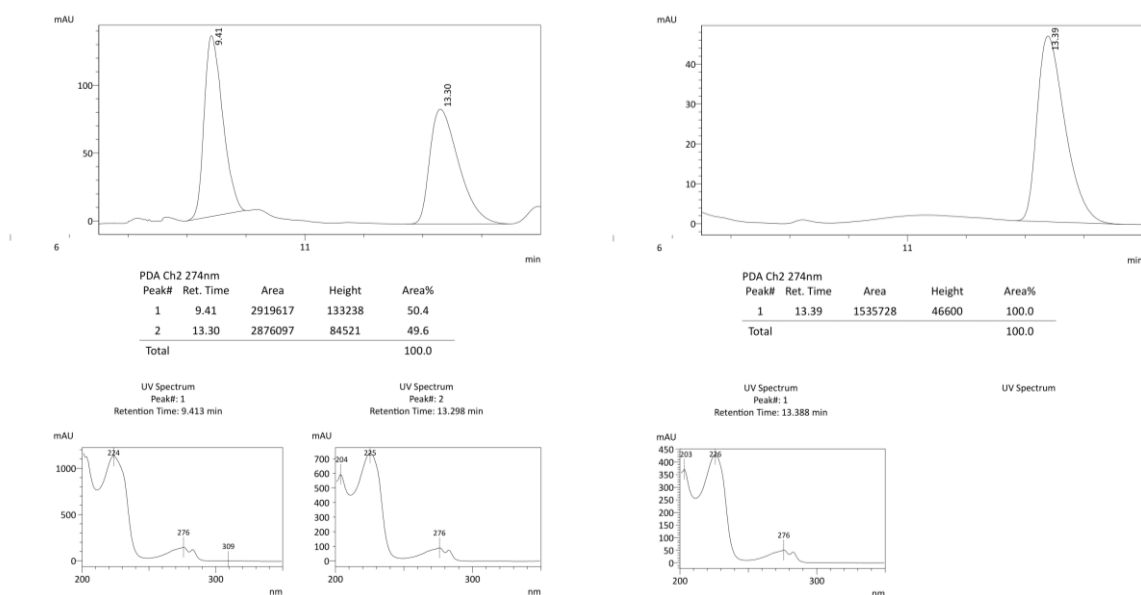 mAU
9.41
13.30
100
50
0
6
11
min
PDA Ch2 274nm
Peak# Ret. Time Area Height Area%
1 9.41 2919617 133238 50.4
2 13.30 2876097 84521 49.6
Total 100.0
UV Spectrum
Peak#: 1
Retention Time: 9.413 min
mAU
224
276
309
1000
500
0
200
300
nm
UV Spectrum
Peak#: 2
Retention Time: 13.298 min
mAU
204
225
276
700
600
500
400
300
200
100
0
200
300
nm
mAU
13.39
40
30
20
10
0
6
11
min
PDA Ch2 274nm
Peak# Ret. Time Area Height Area%
1 13.39 1535728 46600 100.0
Total 100.0
UV Spectrum
Peak#: 1
Retention Time: 13.388 min
mAU
203
226
276
450
400
350
300
250
200
150
100
50
0
200
300
nm
UV Spectrum